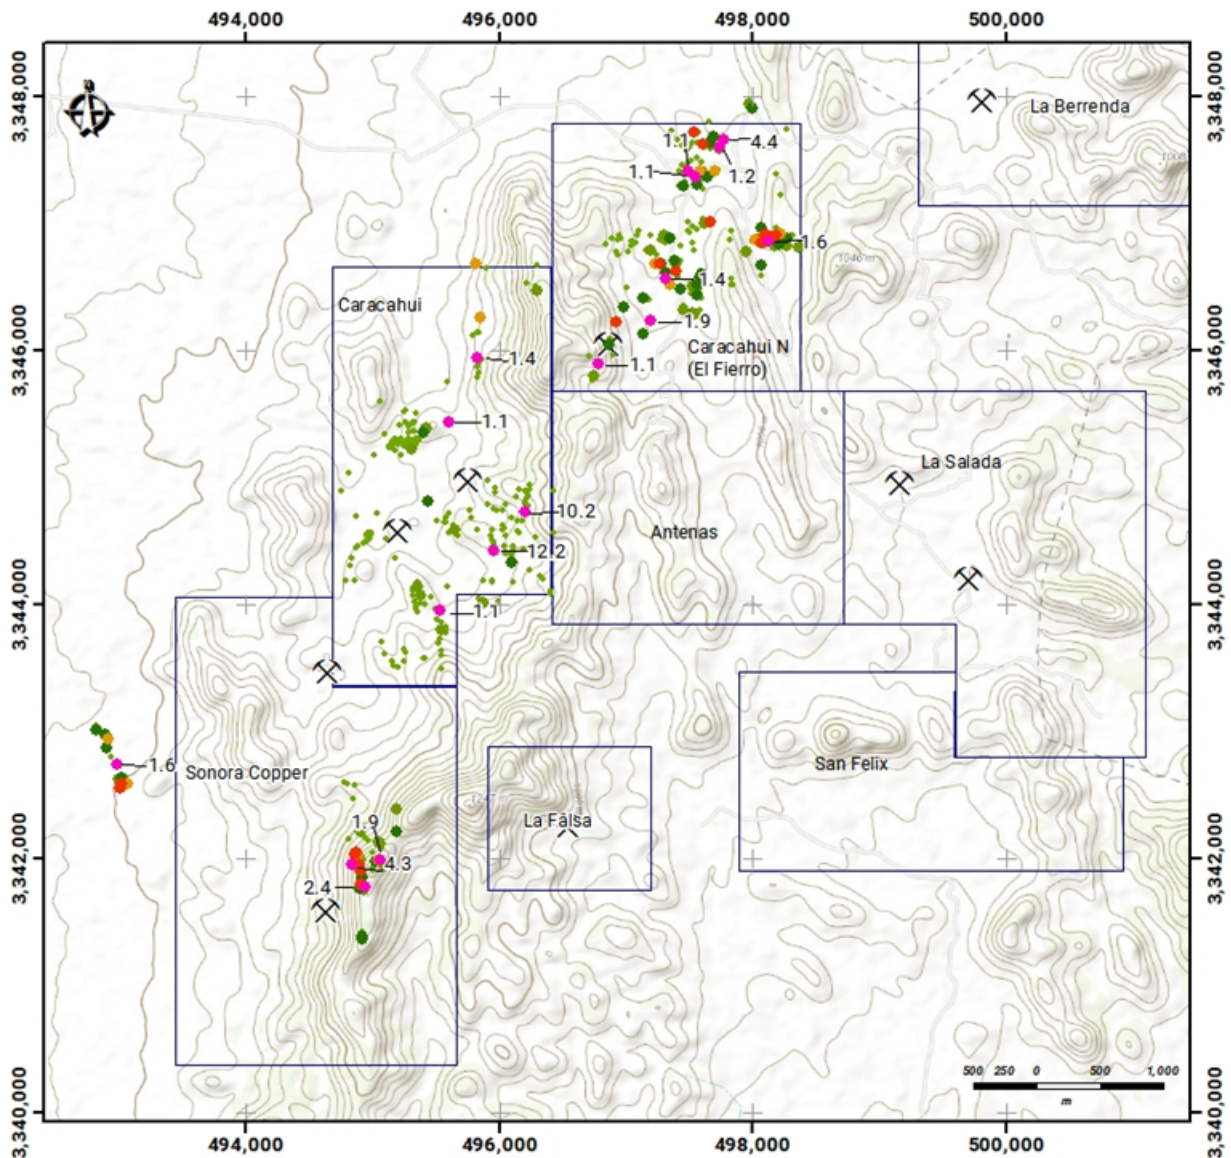 494,000 496,000 498,000 500,000
3,348,000 3,348,000
La Berrenda
1.1 4.4
1.1 1.2
1.6
1046 m
1.4
Caracahui
1.9
3,346,000 3,346,000
Caracahui N
(El Fierro)
1.4
1.1
1.1
La Salada
10.2
Antenas
12.2
3,344,000 3,344,000
1.1
1.6
Sonora Copper
San Felix
La Falsa
1.9
3,342,000 3,342,000
4.3
2.4
500 250 0 500 1,000
m
3,340,000 3,340,000
494,000 496,000 498,000 500,000